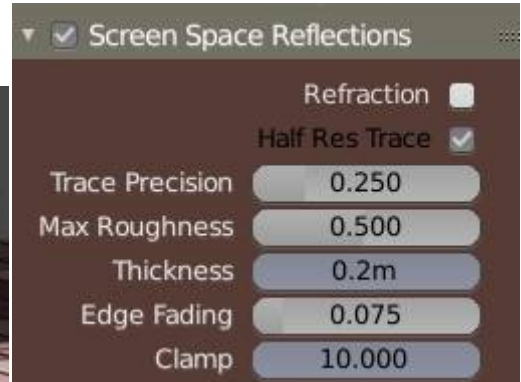 Screen Space Reflections
Refraction
Half Res Trace
Trace Precision 0.250
Max Roughness 0.500
Thickness 0.2m
Edge Fading 0.075
Clamp 10.000